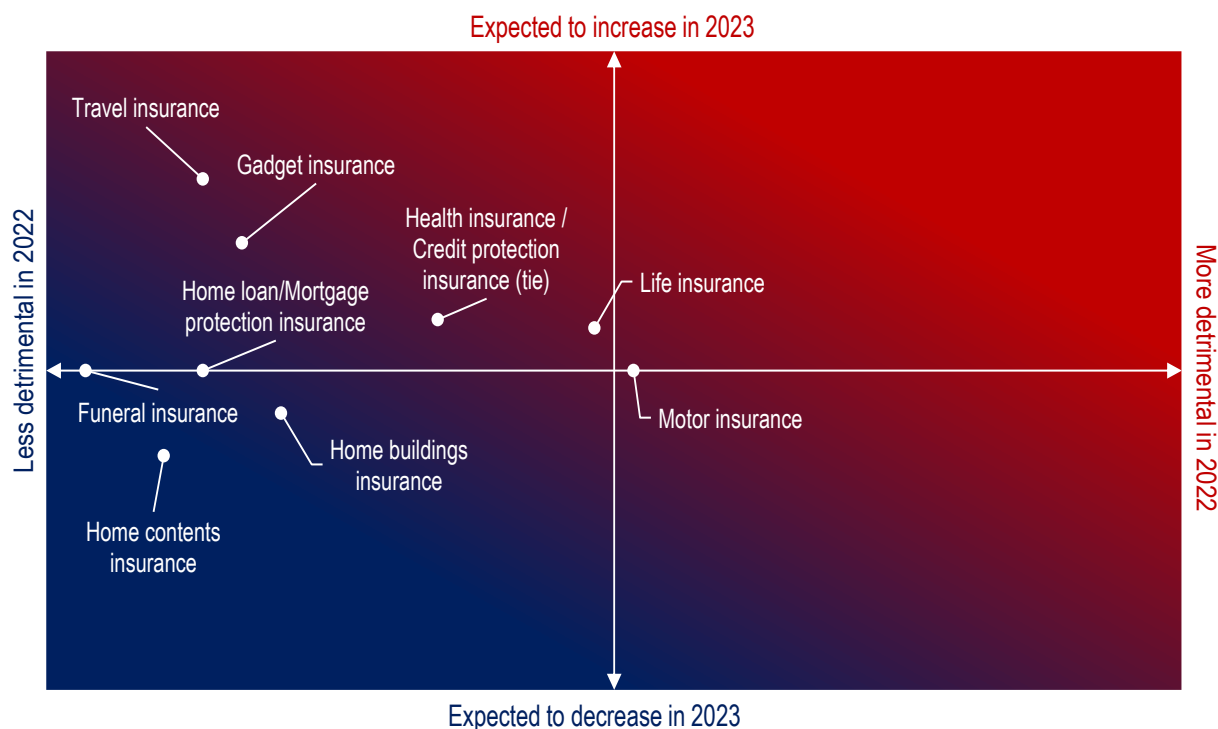 Expected to increase in 2023
Travel insurance
Gadget insurance
Health insurance /
Credit protection
insurance (tie)
Life insurance
Home loan/Mortgage
protection insurance
Less detrimental in 2022
More detrimental in 2022
Funeral insurance
Motor insurance
Home buildings
insurance
Home contents
insurance
Expected to decrease in 2023